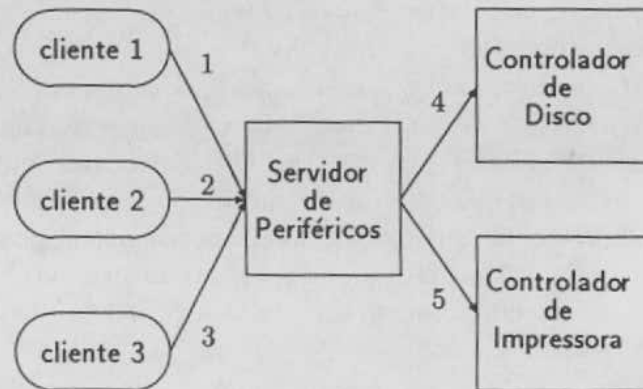 cliente 1
1
Controlador
de
Disco
4
cliente 2
2
Servidor
de
Periféricos
5
Controlador
de
Impressora
cliente 3
3